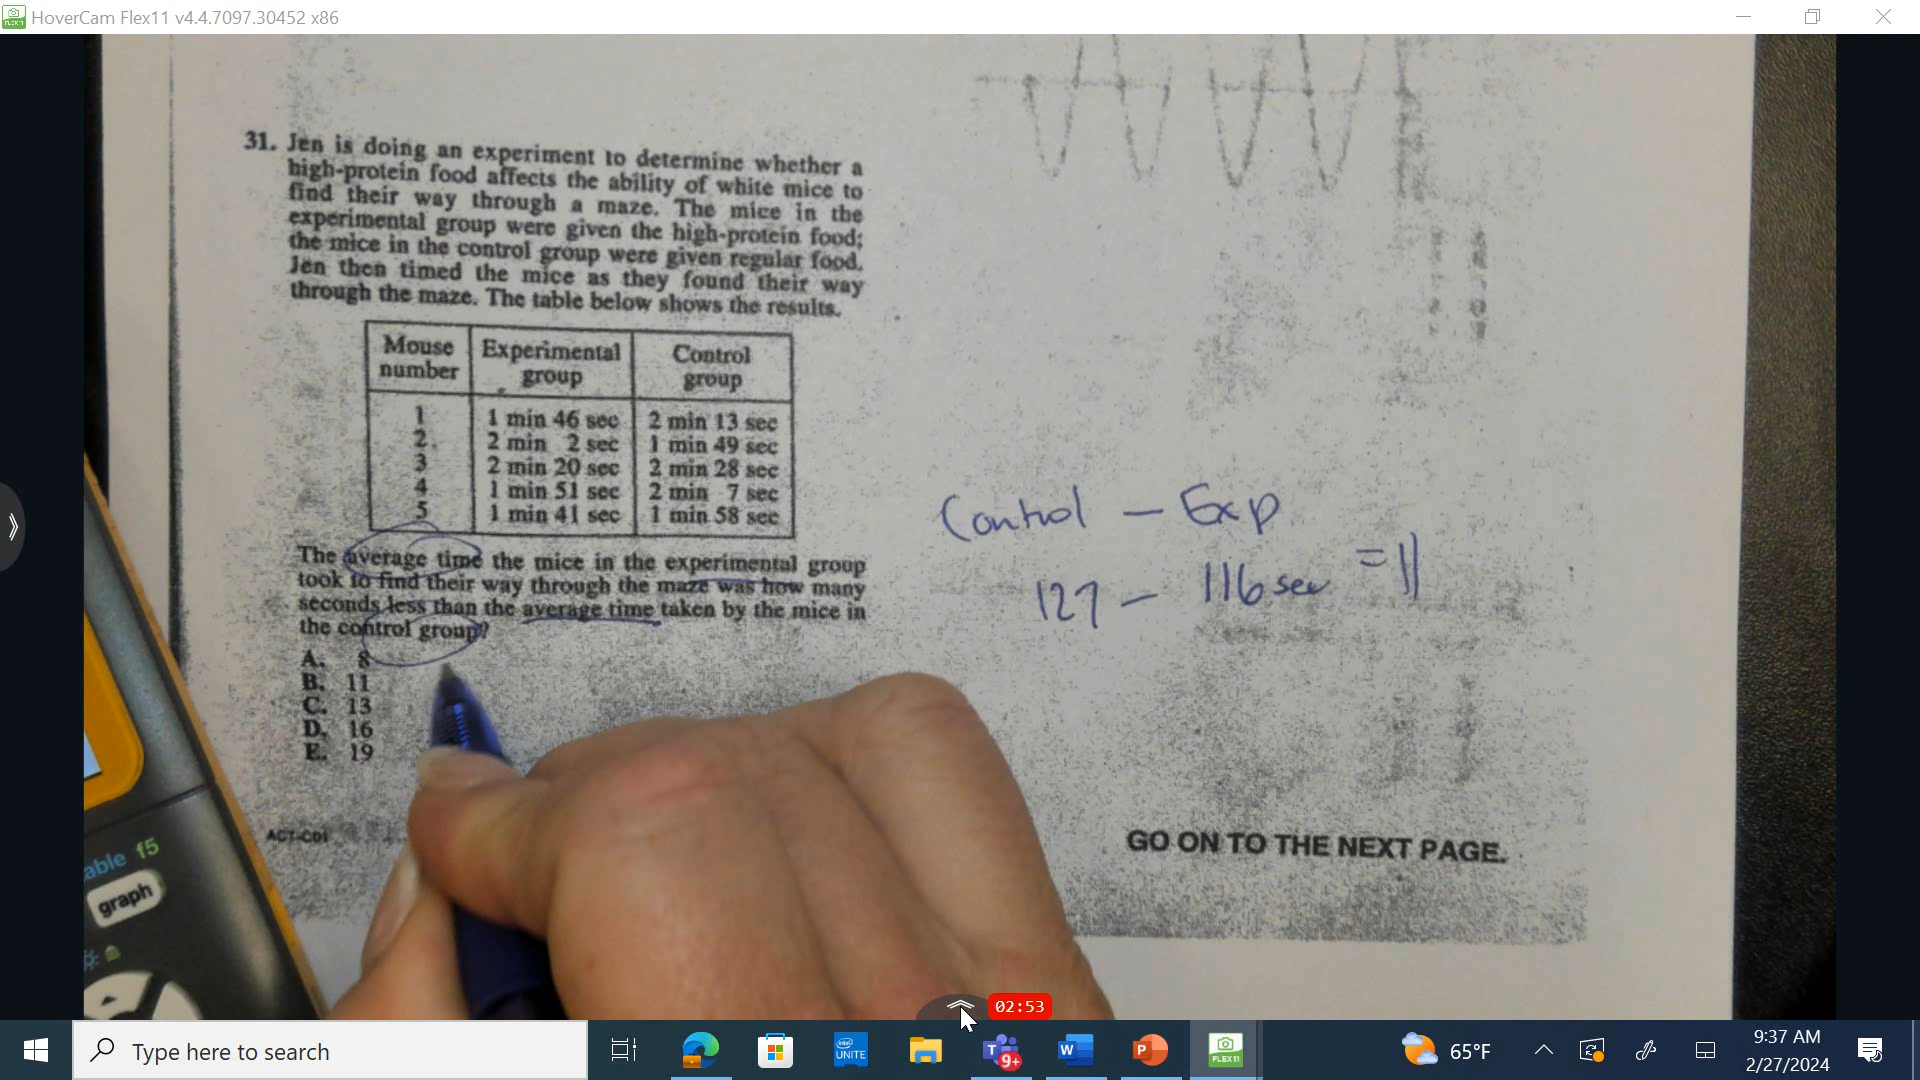 HoverCam Flex11 v4.4.7097.30452 x86
31. Jen is doing an experiment to determine whether a
high-protein food affects the ability of white mice to
find their way through a maze. The mice in the
experimental group were given the high-protein food;
the mice in the control group were given regular food.
Jen then timed the mice as they found their way
through the maze. The table below shows the results.
Mouse number Experimental group Control group
1 1 min 46 sec 2 min 13 sec
2 2 min 2 sec 1 min 49 sec
3 2 min 20 sec 2 min 28 sec
4 1 min 51 sec 2 min 7 sec
5 1 min 41 sec 1 min 58 sec
The average time the mice in the experimental group
took to find their way through the maze was how many
seconds less than the average time taken by the mice in
the control group?
A. 8
B. 11
C. 13
D. 16
E. 19
Control - Exp
127 - 116 sec = 11
ACT-C01
GO ON TO THE NEXT PAGE.
able f5
graph
02:53
Type here to search
intel UNITE
T 9+
W
P
FLEX11
65°F
9:37 AM
2/27/2024